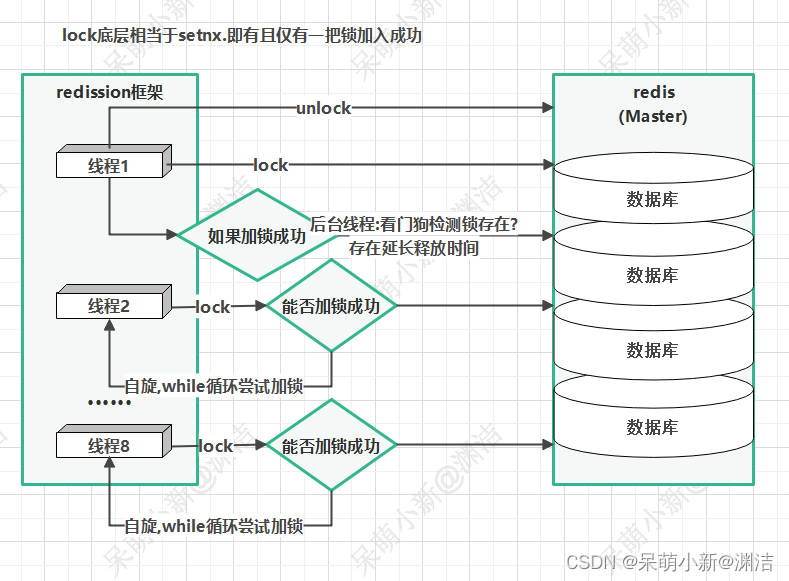 lock底层相当于setnx.即有且仅有一把锁加入成功
redission框架
redis
(Master)
unlock
线程1
lock
数据库
如果加锁成功
后台线程:看门狗检测锁存在?
存在延长释放时间
数据库
线程2
lock
能否加锁成功
数据库
自旋,while循环尝试加锁
••••••
线程8
lock
能否加锁成功
数据库
自旋,while循环尝试加锁
呆萌小新@渊洁
CSDN @呆萌小新@渊洁